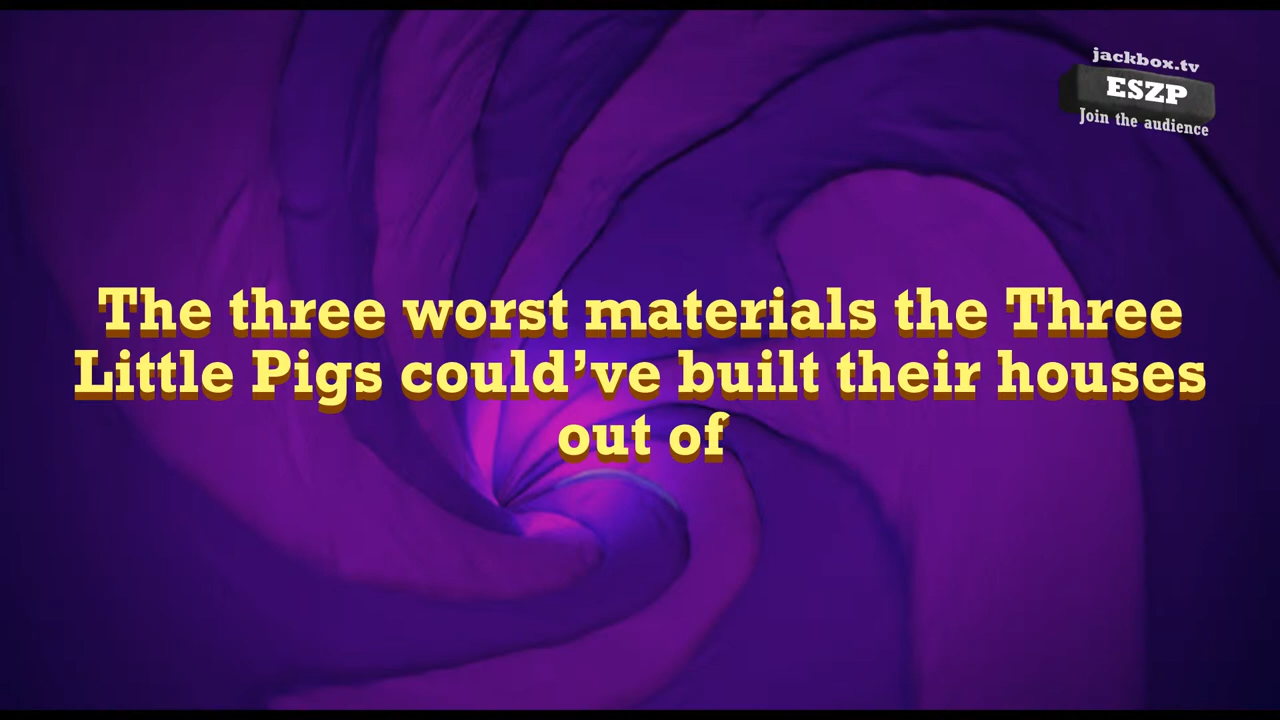 jackbox.tv
ESZP
Join the audience
The three worst materials the Three
Little Pigs could’ve built their houses
out of